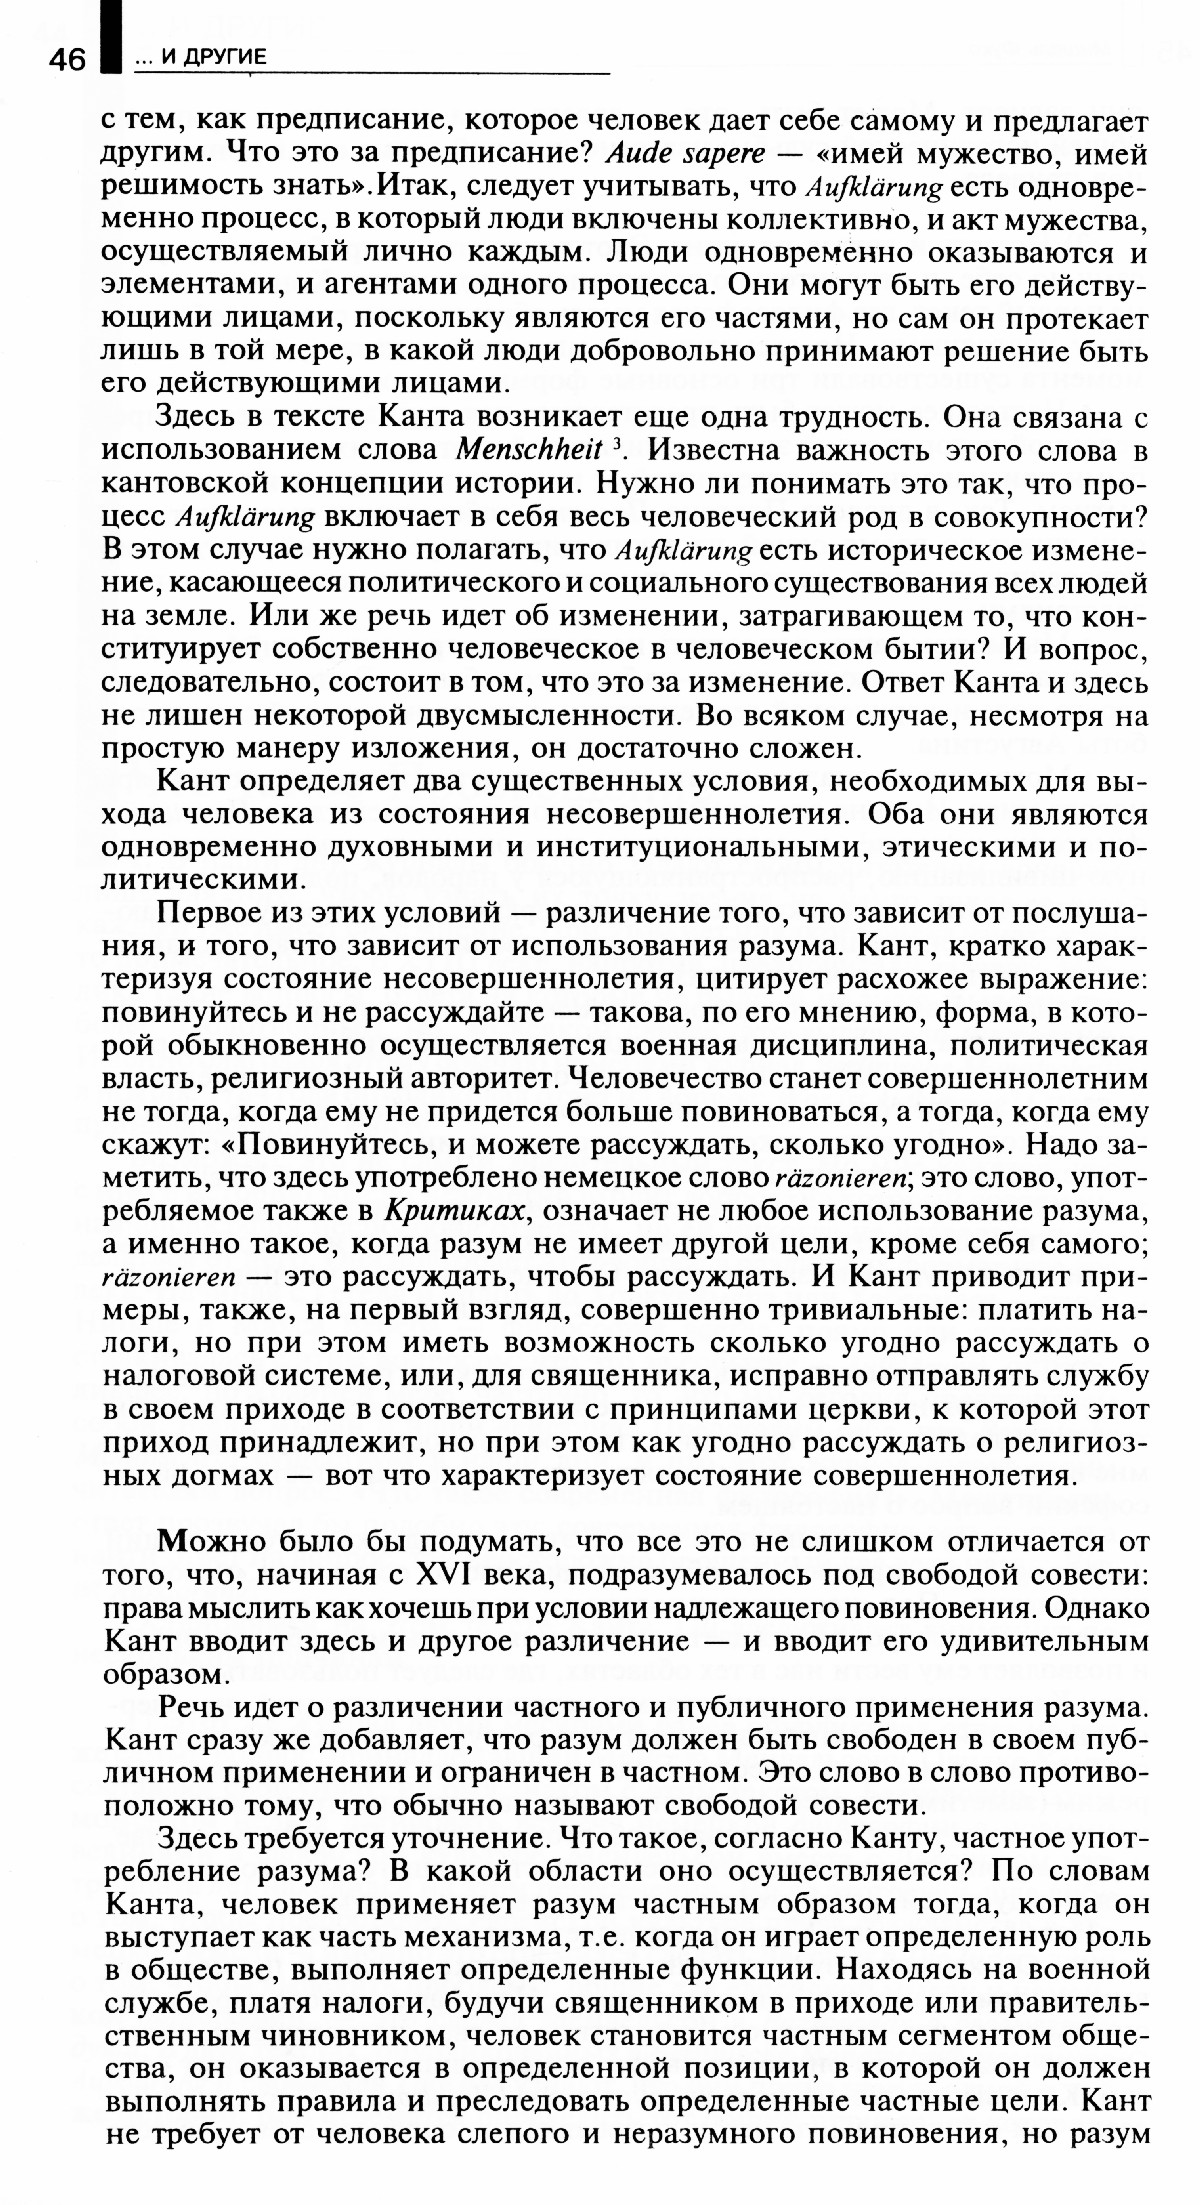 46 ... И ДРУГИЕ
с тем, как предписание, которое человек дает себе самому и предлагает
другим. Что это за предписание? Aude sapere — «имей мужество, имей
решимость знать».Итак, следует учитывать, что Aufklärung есть одновре-
менно процесс, в который люди включены коллективно, и акт мужества,
осуществляемый лично каждым. Люди одновременно оказываются и
элементами, и агентами одного процесса. Они могут быть его действу-
ющими лицами, поскольку являются его частями, но сам он протекает
лишь в той мере, в какой люди добровольно принимают решение быть
его действующими лицами.
Здесь в тексте Канта возникает еще одна трудность. Она связана с
использованием слова Menschheit ³. Известна важность этого слова в
кантовской концепции истории. Нужно ли понимать это так, что про-
цесс Aufklärung включает в себя весь человеческий род в совокупности?
В этом случае нужно полагать, что Aufklärung есть историческое измене-
ние, касающееся политического и социального существования всех людей
на земле. Или же речь идет об изменении, затрагивающем то, что кон-
ституирует собственно человеческое в человеческом бытии? И вопрос,
следовательно, состоит в том, что это за изменение. Ответ Канта и здесь
не лишен некоторой двусмысленности. Во всяком случае, несмотря на
простую манеру изложения, он достаточно сложен.
Кант определяет два существенных условия, необходимых для вы-
хода человека из состояния несовершеннолетия. Оба они являются
одновременно духовными и институциональными, этическими и по-
литическими.
Первое из этих условий — различение того, что зависит от послуша-
ния, и того, что зависит от использования разума. Кант, кратко харак-
теризуя состояние несовершеннолетия, цитирует расхожее выражение:
повинуйтесь и не рассуждайте — такова, по его мнению, форма, в кото-
рой обыкновенно осуществляется военная дисциплина, политическая
власть, религиозный авторитет. Человечество станет совершеннолетним
не тогда, когда ему не придется больше повиноваться, а тогда, когда ему
скажут: «Повинуйтесь, и можете рассуждать, сколько угодно». Надо за-
метить, что здесь употреблено немецкое слово räzonieren; это слово, упот-
ребляемое также в Критиках, означает не любое использование разума,
а именно такое, когда разум не имеет другой цели, кроме себя самого;
räzonieren — это рассуждать, чтобы рассуждать. И Кант приводит при-
меры, также, на первый взгляд, совершенно тривиальные: платить на-
логи, но при этом иметь возможность сколько угодно рассуждать о
налоговой системе, или, для священника, исправно отправлять службу
в своем приходе в соответствии с принципами церкви, к которой этот
приход принадлежит, но при этом как угодно рассуждать о религиоз-
ных догмах — вот что характеризует состояние совершеннолетия.
Можно было бы подумать, что все это не слишком отличается от
того, что, начиная с XVI века, подразумевалось под свободой совести:
права мыслить как хочешь при условии надлежащего повиновения. Однако
Кант вводит здесь и другое различение — и вводит его удивительным
образом.
Речь идет о различении частного и публичного применения разума.
Кант сразу же добавляет, что разум должен быть свободен в своем пуб-
личном применении и ограничен в частном. Это слово в слово противо-
положно тому, что обычно называют свободой совести.
Здесь требуется уточнение. Что такое, согласно Канту, частное упот-
ребление разума? В какой области оно осуществляется? По словам
Канта, человек применяет разум частным образом тогда, когда он
выступает как часть механизма, т.е. когда он играет определенную роль
в обществе, выполняет определенные функции. Находясь на военной
службе, платя налоги, будучи священником в приходе или правитель-
ственным чиновником, человек становится частным сегментом обще-
ства, он оказывается в определенной позиции, в которой он должен
выполнять правила и преследовать определенные частные цели. Кант
не требует от человека слепого и неразумного повиновения, но разум